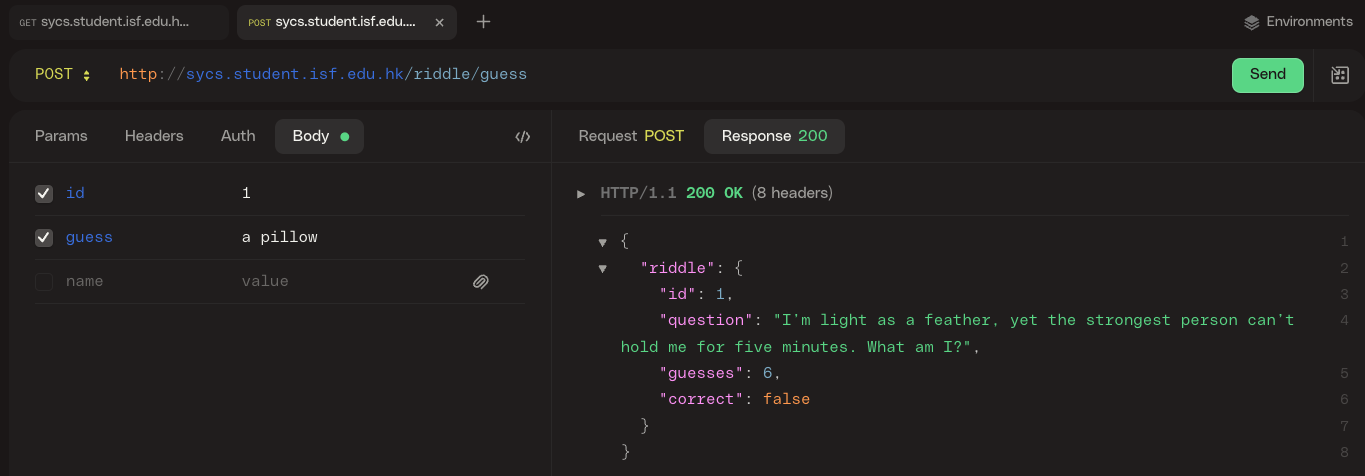 GET sycs.student.isf.edu.h...
POST sycs.student.isf.edu....
Environments
POST http://sycs.student.isf.edu.hk/riddle/guess
Send
Params Headers Auth Body
Request POST Response 200
id 1
guess a pillow
name value
HTTP/1.1 200 OK (8 headers)
{ 1
"riddle": { 2
"id": 1, 3
"question": "I'm light as a feather, yet the strongest person can't 4
hold me for five minutes. What am I?",
"guesses": 6, 5
"correct": false 6
} 7
} 8